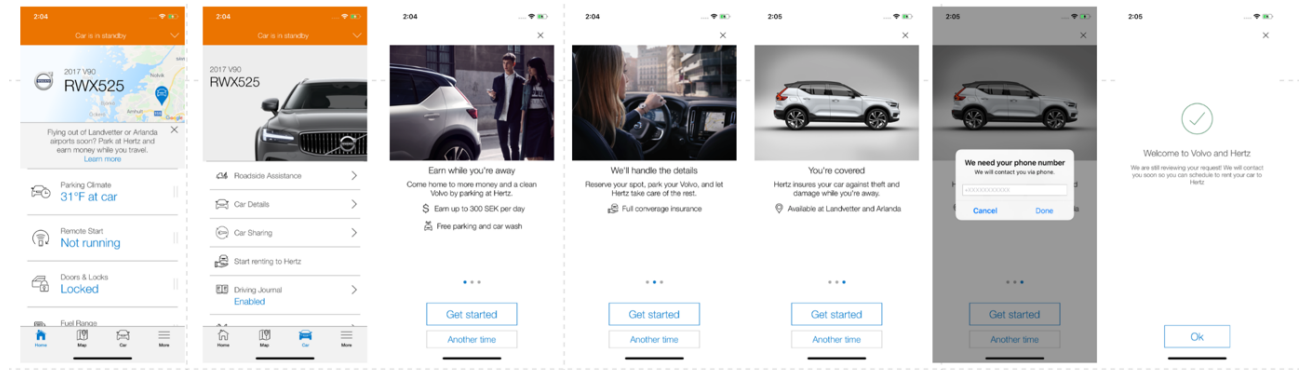 2:04
Car is in standby
2017 V90
RWX525
Flying out of Landvetter or Arlanda
airports soon? Park at Hertz and
earn money while you travel.
Learn more
Parking Climate
31°F at car
Remote Start
Not running
Doors & Locks
Locked
Fuel Range
Home
Map
Car
More
2:04
Car is in standby
2017 V90
RWX525
Roadside Assistance
Car Details
Car Sharing
Start renting to Hertz
Driving Journal
Enabled
Home
Map
Car
More
2:04
Earn while you're away
Come home to more money and a clean
Volvo by parking at Hertz.
Earn up to 300 SEK per day
Free parking and car wash
Get started
Another time
2:04
We'll handle the details
Reserve your spot, park your Volvo, and let
Hertz take care of the rest.
Full converage insurance
Get started
Another time
2:05
You're covered
Hertz insures your car against theft and
damage while you're away.
Available at Landvetter and Arlanda
Get started
Another time
2:05
We need your phone number
We will contact you via phone.
Cancel
Done
Get started
Another time
2:05
Welcome to Volvo and Hertz
We are still reviewing your request! We will contact
you soon so you can schedule to rent your car to
Hertz
Ok